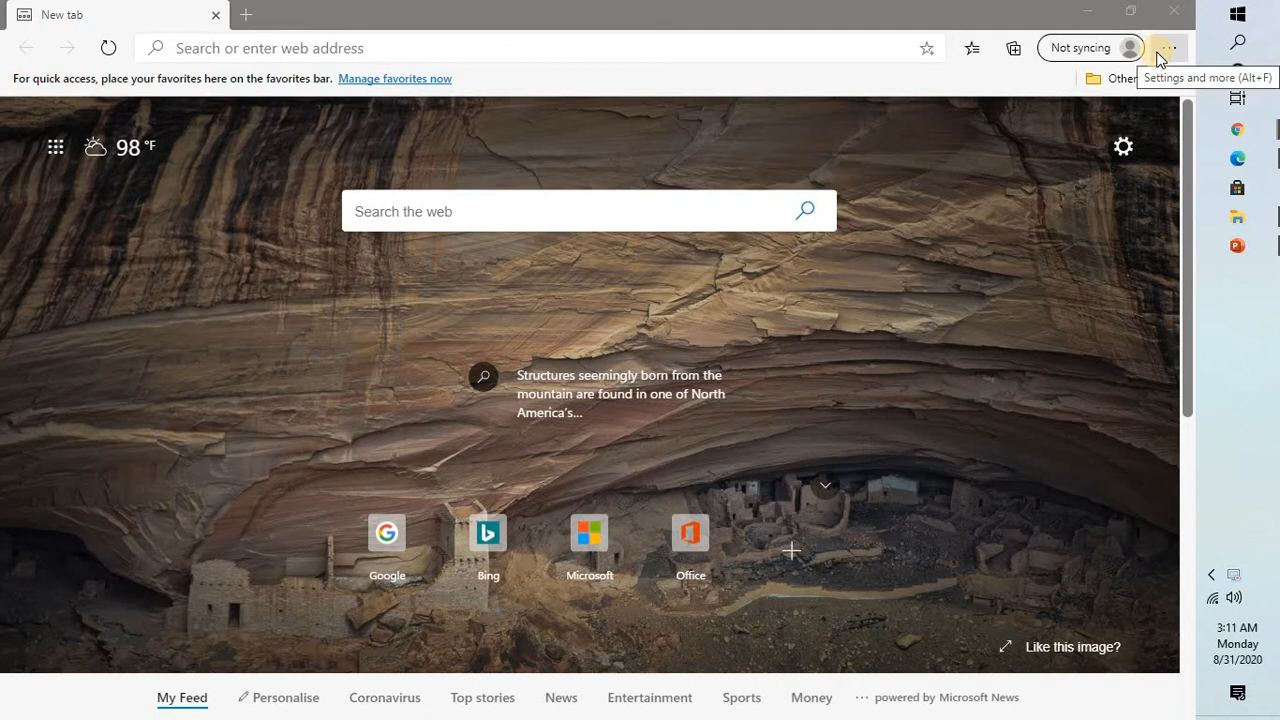 New tab
Search or enter web address
Not syncing
For quick access, place your favorites here on the favorites bar. Manage favorites now
Other
Settings and more (Alt+F)
98 °F
Search the web
Structures seemingly born from the
mountain are found in one of North
America's...
Google
Bing
Microsoft
Office
Like this image?
My Feed
Personalise
Coronavirus
Top stories
News
Entertainment
Sports
Money
... powered by Microsoft News
3:11 AM
Monday
8/31/2020